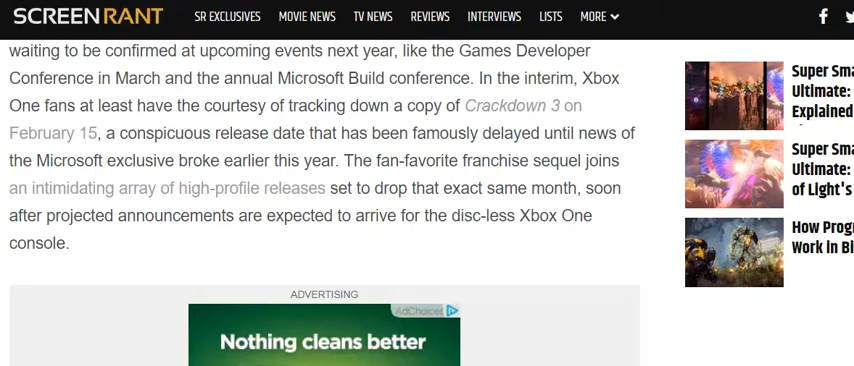 SCREEN RANT SR EXCLUSIVES MOVIE NEWS TV NEWS REVIEWS INTERVIEWS LISTS MORE
waiting to be confirmed at upcoming events next year, like the Games Developer
Conference in March and the annual Microsoft Build conference. In the interim, Xbox
One fans at least have the courtesy of tracking down a copy of Crackdown 3 on
February 15, a conspicuous release date that has been famously delayed until news of
the Microsoft exclusive broke earlier this year. The fan-favorite franchise sequel joins
an intimidating array of high-profile releases set to drop that exact same month, soon
after projected announcements are expected to arrive for the disc-less Xbox One
console.
ADVERTISING
AdChoices
Nothing cleans better
Super Sma
Ultimate:
Explained
Super Sma
Ultimate:
of Light's
How Prog
Work in Bl